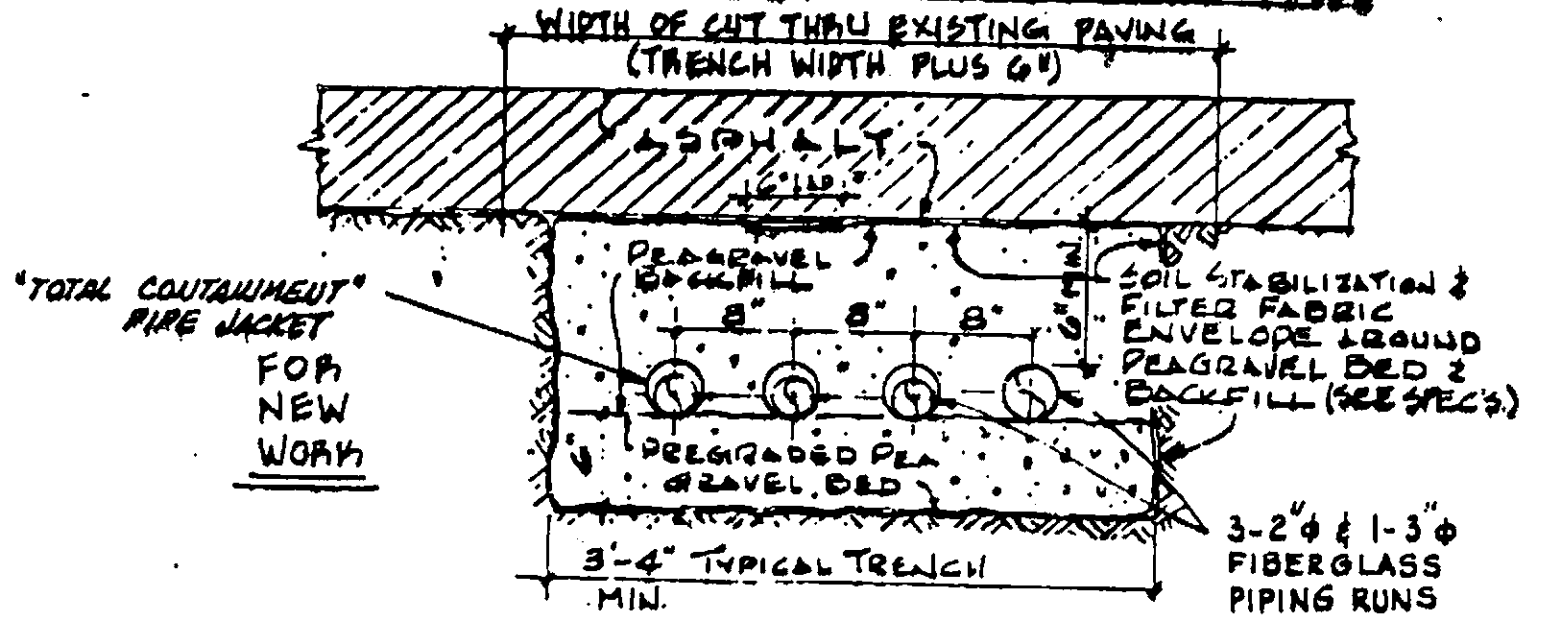 WIDTH OF CUT THRU EXISTING PAVING
(TRENCH WIDTH PLUS 6")
ASPHALT
6" LAP
PEAGRAVEL
BACKFILL
"TOTAL CONTAINMENT"
PIPE JACKET
FOR
NEW
WORK
8" 8" 8"
SOIL STABILIZATION &
FILTER FABRIC
ENVELOPE AROUND
PEAGRAVEL BED &
BACKFILL (SEE SPEC'S.)
PREGRADED PEA
GRAVEL BED
3'-4" TYPICAL TRENCH
MIN.
3-2"ϕ & 1-3"ϕ
FIBERGLASS
PIPING RUNS